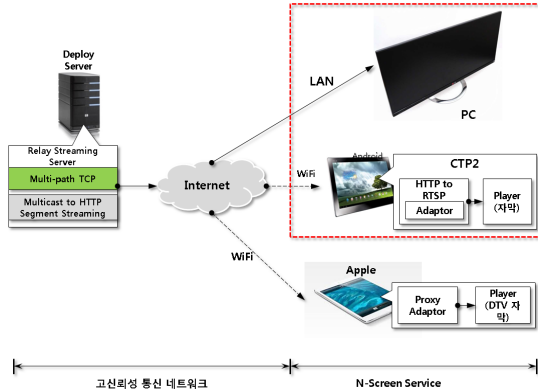 Deploy
Server
Relay Streaming
Server
Multi-path TCP
Multicast to HTTP
Segment Streaming
Internet
LAN
WiFi
WiFi
PC
Android
CTP2
HTTP to
RTSP
Adaptor
Player
(자막)
Apple
Proxy
Adaptor
Player
(DTV 자
막)
고신뢰성 통신 네트워크
N-Screen Service